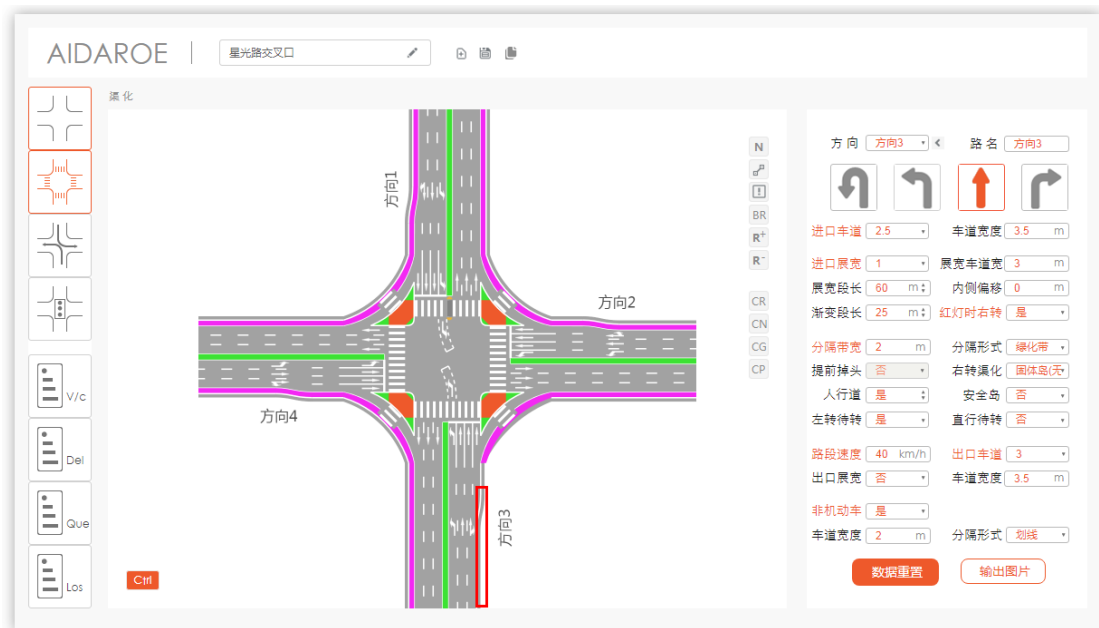 AIDAROE
星光路交叉口
渠化
V/c
Del
Que
Los
方向1
方向2
方向3
方向4
Ctrl
N
BR
R+
R-
CR
CN
CG
CP
方向 方向3 路名 方向3
进口车道 2.5 车道宽度 3.5 m
进口展宽 1 展宽车道宽 3 m
展宽段长 60 m 内侧偏移 0 m
渐变段长 25 m 红灯时右转 是
分隔带宽 2 m 分隔形式 绿化带
提前掉头 否 右转渠化 固体岛(无
人行道 是 安全岛 否
左转待转 是 直行待转 否
路段速度 40 km/h 出口车道 3
出口展宽 否 车道宽度 3.5 m
非机动车 是
车道宽度 2 m 分隔形式 划线
数据重置 输出图片